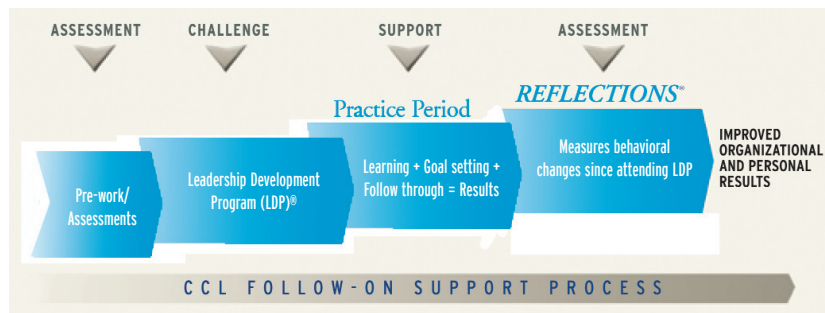 ASSESSMENT
CHALLENGE
SUPPORT
ASSESSMENT
Practice Period
REFLECTIONS®
Pre-work/
Assessments
Leadership Development
Program (LDP)®
Learning + Goal setting +
Follow through = Results
Measures behavioral
changes since attending LDP
IMPROVED
ORGANIZATIONAL
AND PERSONAL
RESULTS
CCL FOLLOW-ON SUPPORT PROCESS